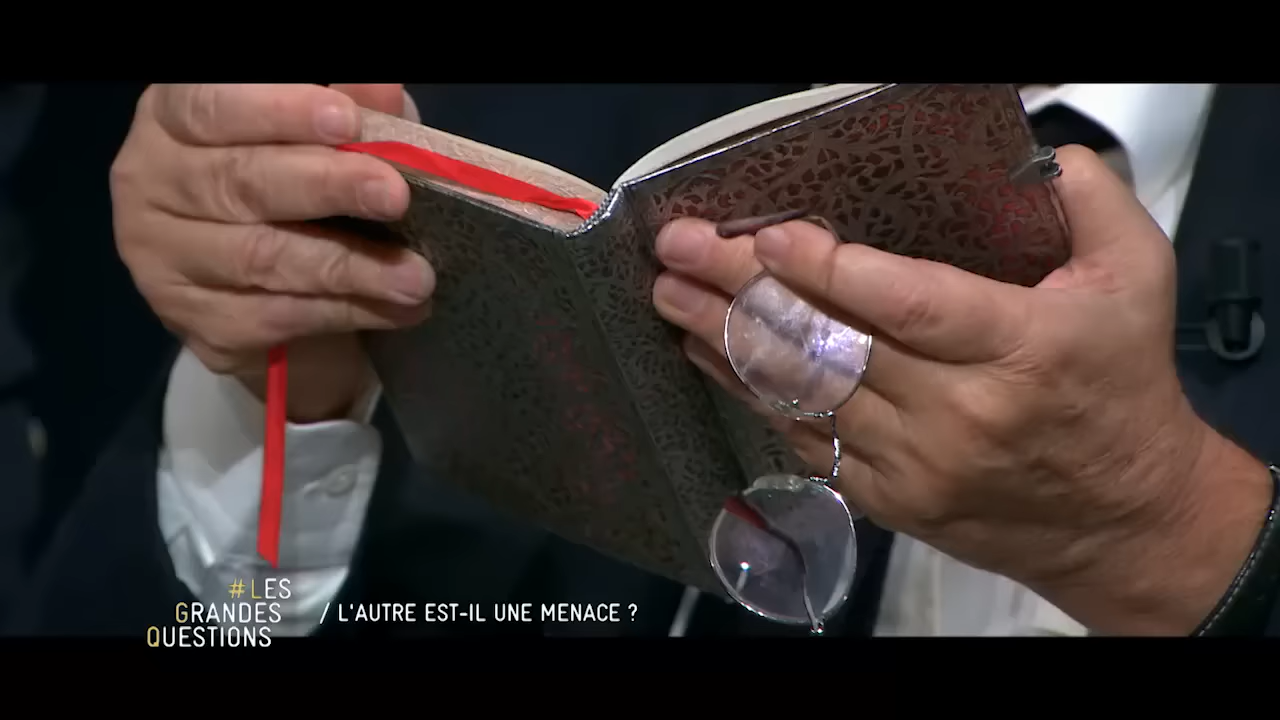 #LES
GRANDES
QUESTIONS
/ L'AUTRE EST-IL UNE MENACE ?